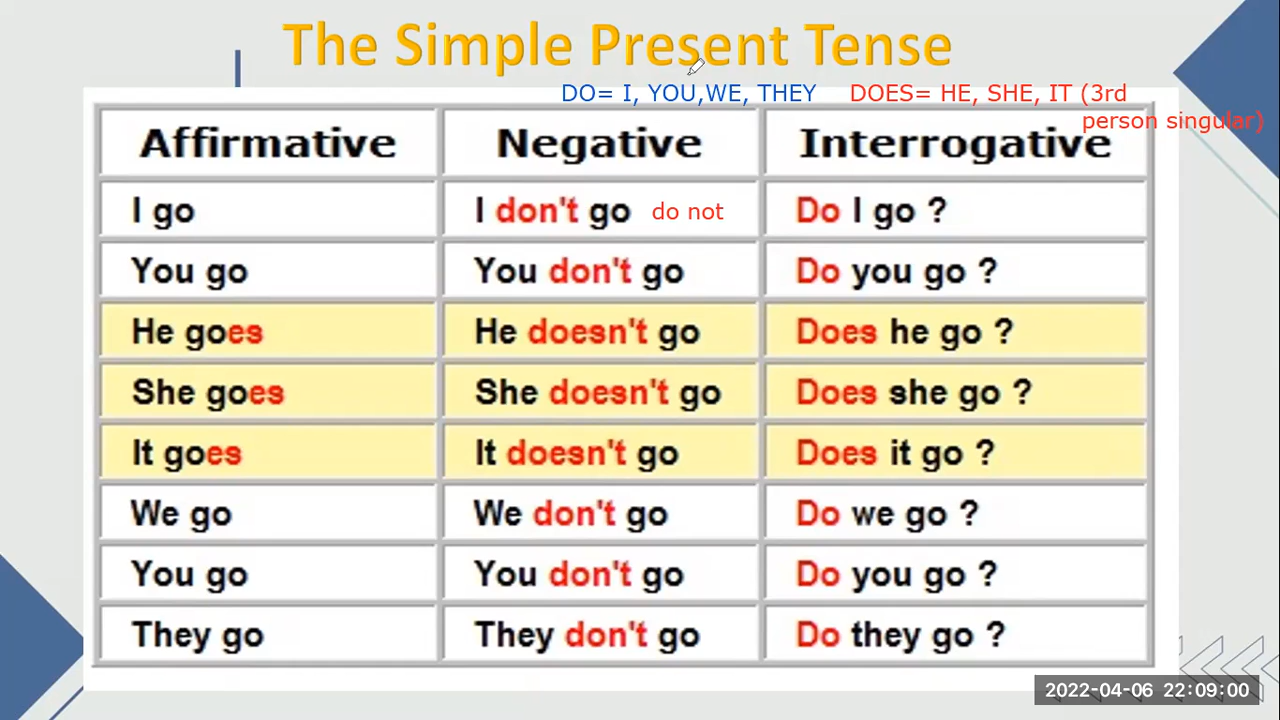 The Simple Present Tense
DO= I, YOU,WE, THEY DOES= HE, SHE, IT (3rd
person singular)
Affirmative Negative Interrogative
I go I don't go do not Do I go ?
You go You don't go Do you go ?
He goes He doesn't go Does he go ?
She goes She doesn't go Does she go ?
It goes It doesn't go Does it go ?
We go We don't go Do we go ?
You go You don't go Do you go ?
They go They don't go Do they go ?
2022-04-06 22:09:00